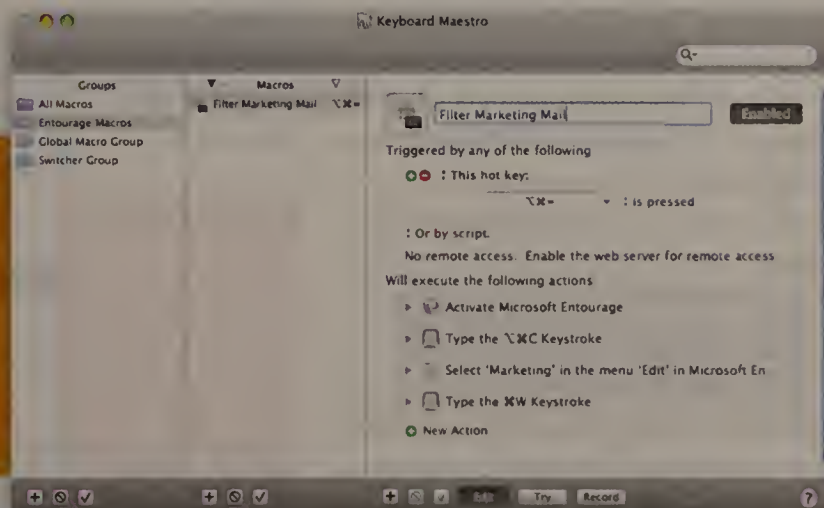 Keyboard Maestro
Groups
All Macros
Entourage Macros
Global Macro Group
Switcher Group
Macros
Filter Marketing Mail ⌥⌘=
Filter Marketing Mail
Enabled
Triggered by any of the following
: This hot key:
⌥⌘= : is pressed
: Or by script.
No remote access. Enable the web server for remote access
Will execute the following actions
Activate Microsoft Entourage
Type the ⌥⌘C Keystroke
Select 'Marketing' in the menu 'Edit' in Microsoft En
Type the ⌘W Keystroke
New Action
Edit Try Record ?